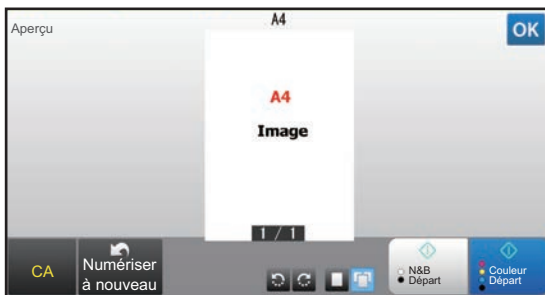 A4
Aperçu
OK
A4
Image
1 / 1
CA
Numériser
à nouveau
N&B
Départ
Couleur
Départ